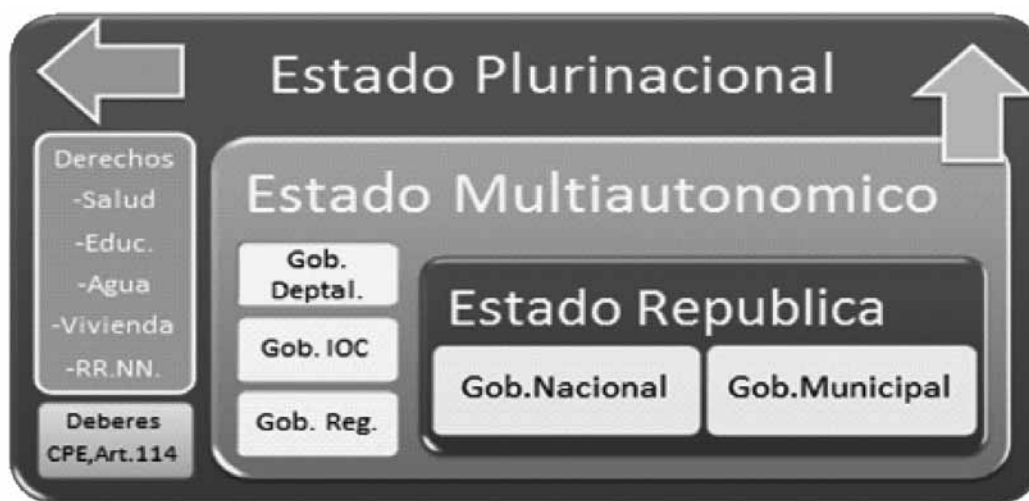 Estado Plurinacional
Derechos
-Salud
-Educ.
-Agua
-Vivienda
-RR.NN.
Deberes
CPE,Art.114
Estado Multiautonomico
Gob.
Deptal.
Gob. IOC
Gob. Reg.
Estado Republica
Gob.Nacional
Gob.Municipal